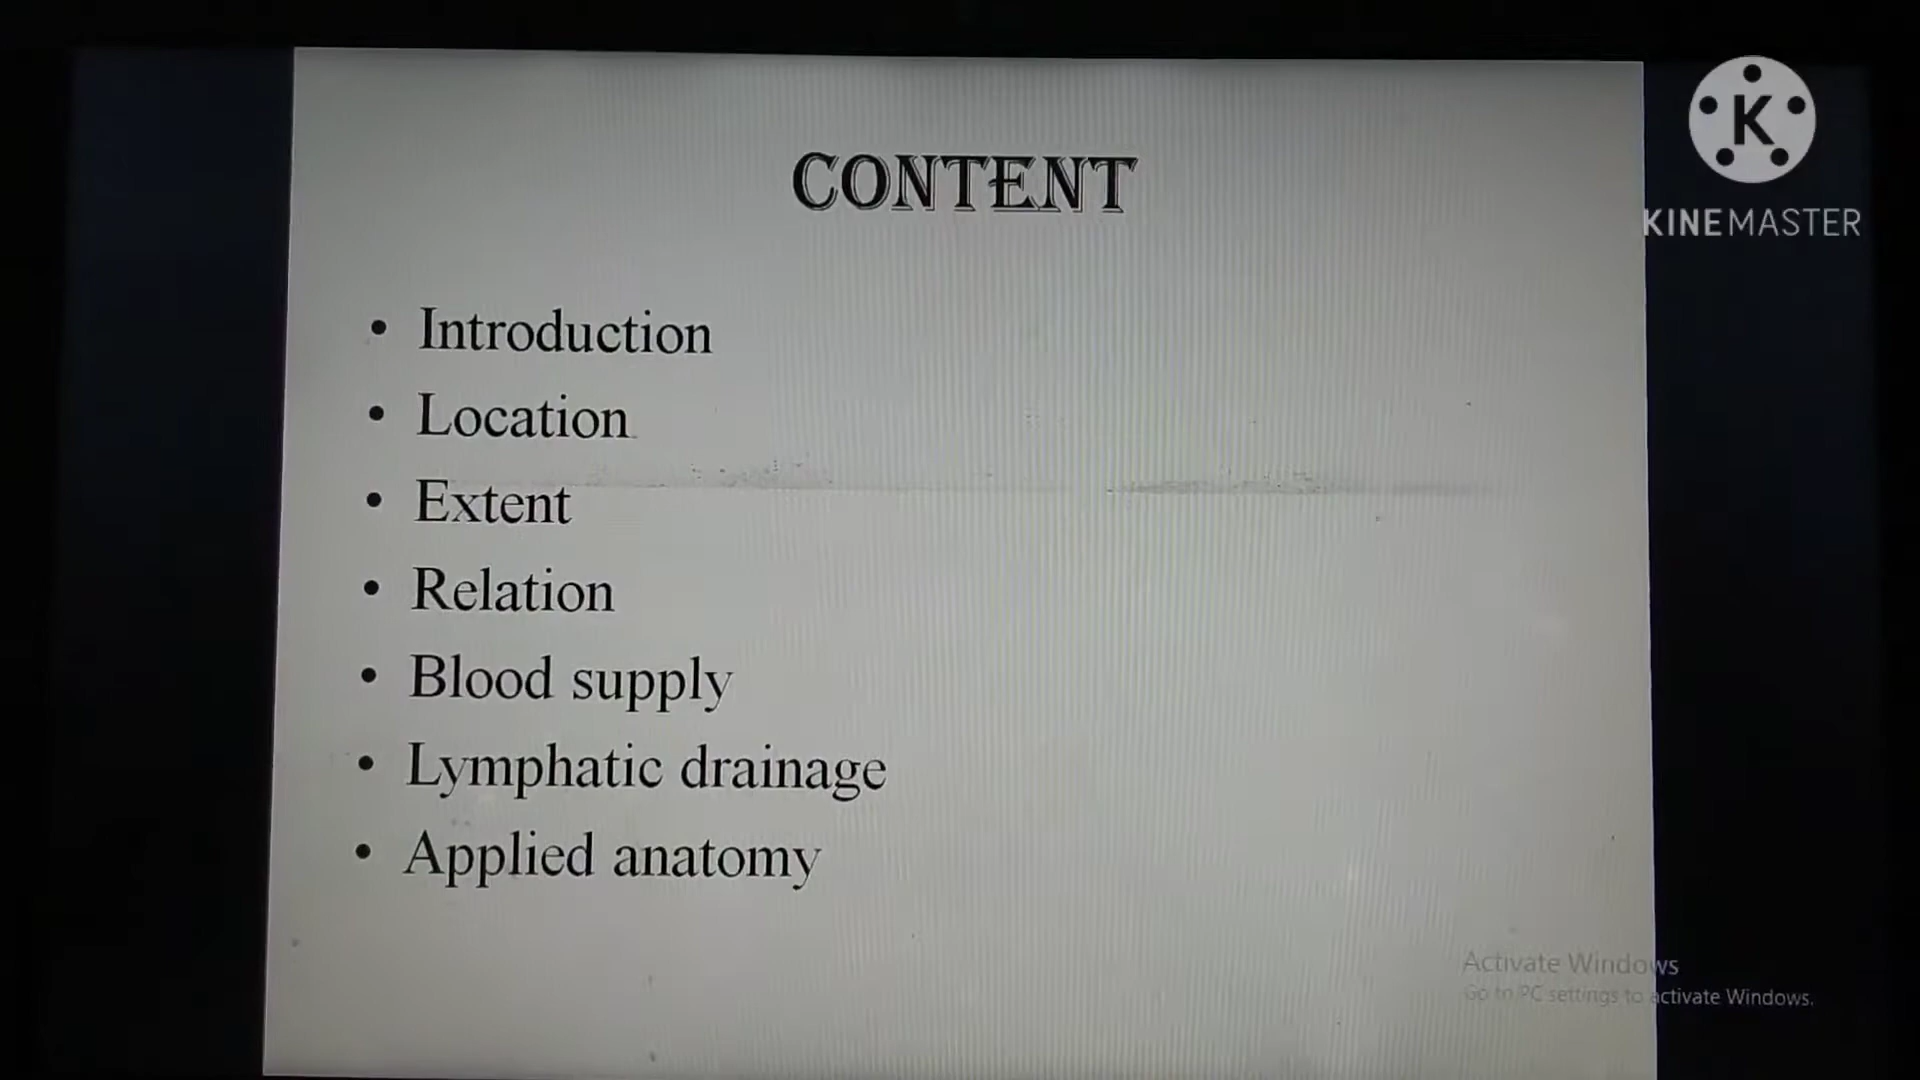 CONTENT
KINEMASTER
• Introduction
• Location
• Extent
• Relation
• Blood supply
• Lymphatic drainage
• Applied anatomy
Activate Windows
Go to PC settings to activate Windows.